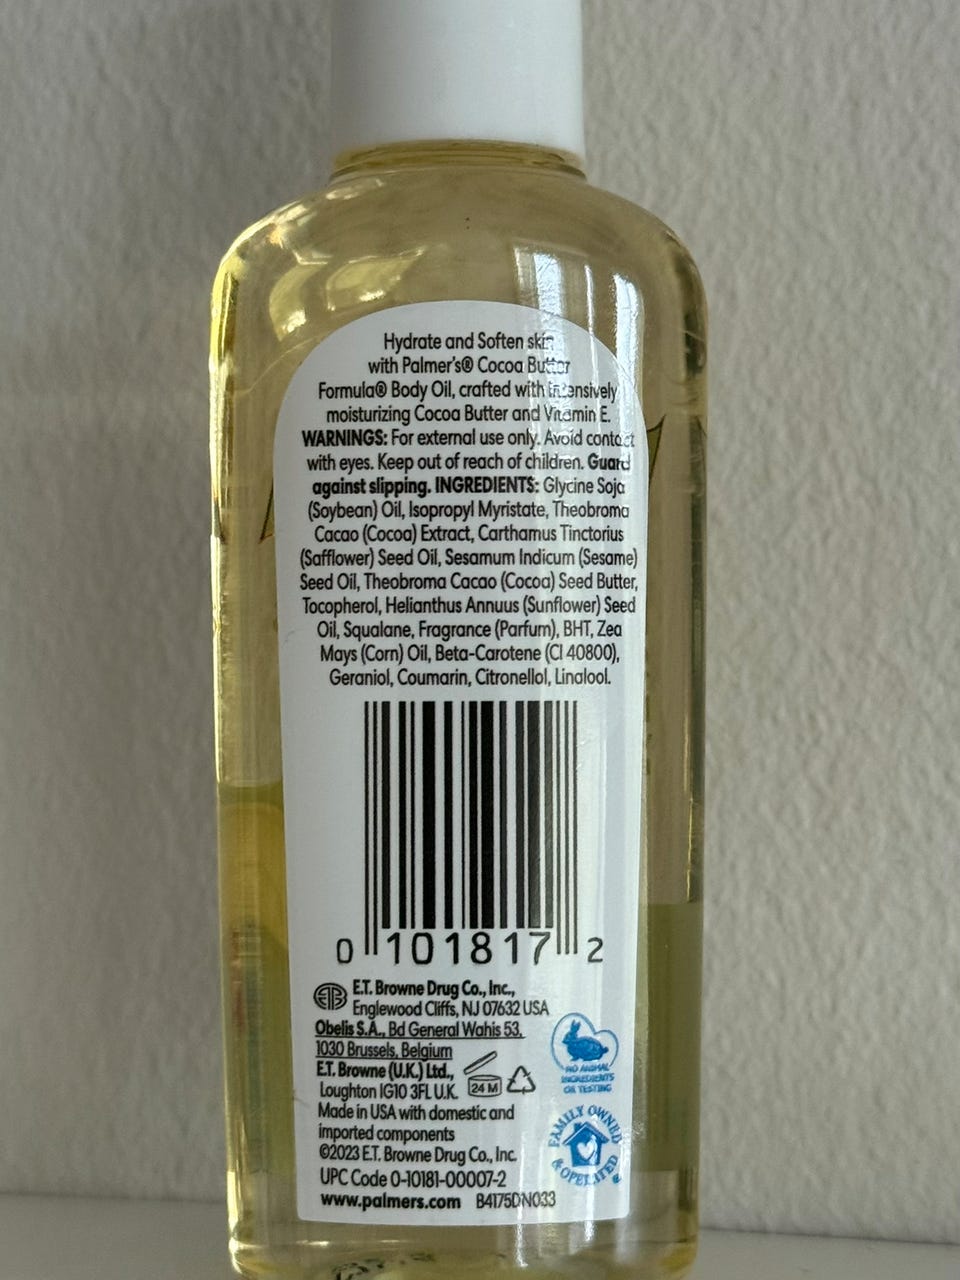 Hydrate and Soften skin
with Palmer's® Cocoa Butter
Formula® Body Oil, crafted with intensively
moisturizing Cocoa Butter and Vitamin E.
WARNINGS: For external use only. Avoid contact
with eyes. Keep out of reach of children. Guard
against slipping. INGREDIENTS: Glycine Soja
(Soybean) Oil, Isopropyl Myristate, Theobroma
Cacao (Cocoa) Extract, Carthamus Tinctorius
(Safflower) Seed Oil, Sesamum Indicum (Sesame)
Seed Oil, Theobroma Cacao (Cocoa) Seed Butter,
Tocopherol, Helianthus Annuus (Sunflower) Seed
Oil, Squalane, Fragrance (Parfum), BHT, Zea
Mays (Corn) Oil, Beta-Carotene (CI 40800),
Geraniol, Coumarin, Citronellol, Linalool.
0 101817 2
ETB E.T. Browne Drug Co., Inc.,
Englewood Cliffs, NJ 07632 USA
Obelis S.A., Bd General Wahis 53,
1030 Brussels, Belgium
E.T. Browne (U.K.) Ltd.,
Loughton IG10 3FL U.K.
24 M
Made in USA with domestic and
imported components
©2023 E.T. Browne Drug Co., Inc.
UPC Code 0-10181-00007-2
www.palmers.com B4175DN033
NO ANIMAL
INGREDIENTS
OR TESTING
FAMILY OWNED
& OPERATED